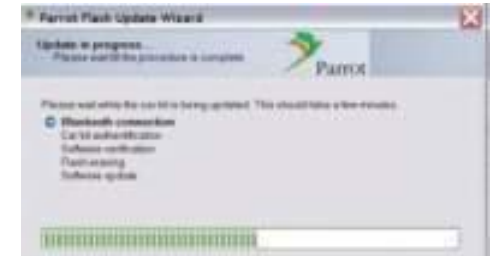 Parrot Flash Update Wizard
Update in progress...
Please wait till the procedure is complete
Parrot
Please wait while the car kit is being updated. This should take a few minutes.
Bluetooth connection
Car kit authentification
Software verification
Flash erasing
Software update